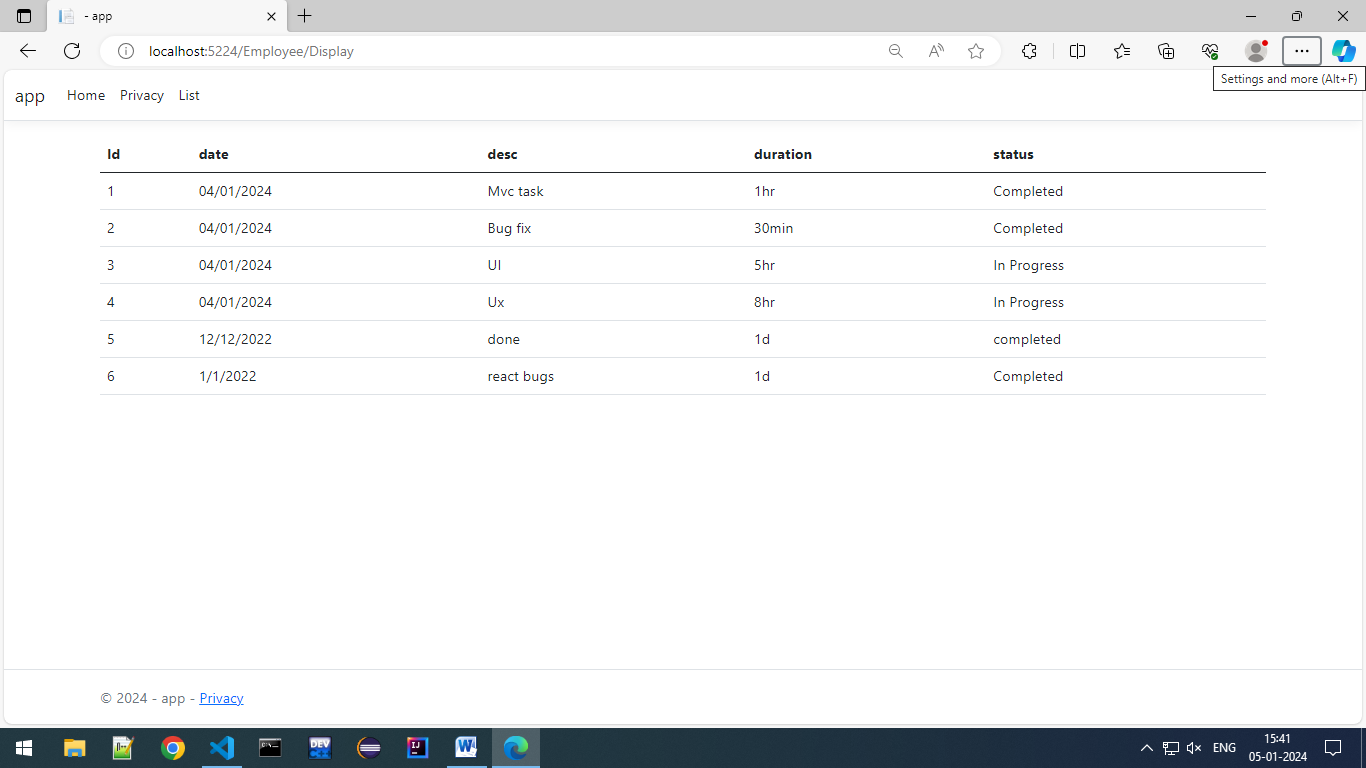 - app
localhost:5224/Employee/Display
Settings and more (Alt+F)
app Home Privacy List
Id date desc duration status
1 04/01/2024 Mvc task 1hr Completed
2 04/01/2024 Bug fix 30min Completed
3 04/01/2024 UI 5hr In Progress
4 04/01/2024 Ux 8hr In Progress
5 12/12/2022 done 1d completed
6 1/1/2022 react bugs 1d Completed
© 2024 - app - Privacy
ENG 15:41
05-01-2024